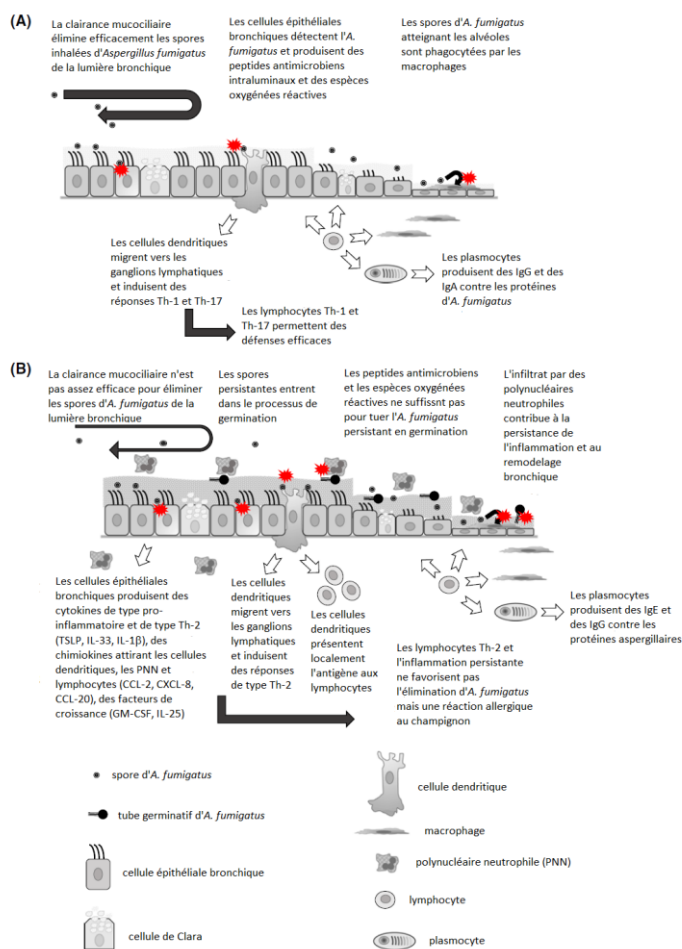 (A)
La clairance mucociliaire
élimine efficacement les spores
inhalées d'Aspergillus fumigatus
de la lumière bronchique
Les cellules épithéliales
bronchiques détectent l'A.
fumigatus et produisent des
peptides antimicrobiens
intraluminaux et des espèces
oxygénées réactives
Les spores d'A. fumigatus
atteignant les alvéoles
sont phagocytées par les
macrophages
Les cellules dendritiques
migrent vers les
ganglions lymphatiques
et induisent des
réponses Th-1 et Th-17
Les lymphocytes Th-1 et
Th-17 permettent des
défenses efficaces
Les plasmocytes
produisent des IgG et des
IgA contre les protéines
d'A. fumigatus
(B)
La clairance mucociliaire n'est
pas assez efficace pour éliminer
les spores d'A. fumigatus de la
lumière bronchique
Les spores
persistantes entrent
dans le processus de
germination
Les peptides antimicrobiens
et les espèces oxygénées
réactives ne suffisnt pas
pour tuer l'A. fumigatus
persistant en germination
L'infiltrat par des
polynucléaires
neutrophiles
contribue à la
persistance de
l'inflammation et au
remodelage
bronchique
Les cellules épithéliales
bronchiques produisent des
cytokines de type pro-
inflammatoire et de type Th-2
(TSLP, IL-33, IL-1β), des
chimiokines attirant les cellules
dendritiques, les PNN et
lymphocytes (CCL-2, CXCL-8,
CCL-20), des facteurs de
croissance (GM-CSF, IL-25)
Les cellules
dendritiques
migrent vers
les ganglions
lymphatiques
et induisent
des réponses
de type Th-2
Les cellules
dendritiques
présentent
localement
l'antigène aux
lymphocytes
Les lymphocytes Th-2 et
l'inflammation persistante
ne favorisent pas
l'élimination d'A. fumigatus
mais une réaction allergique
au champignon
Les plasmocytes
produisent des IgE et
des IgG contre les
protéines aspergillaires
spore d'A. fumigatus
tube germinatif d'A. fumigatus
cellule épithéliale bronchique
cellule de Clara
cellule dendritique
macrophage
polynucléaire neutrophile (PNN)
lymphocyte
plasmocyte